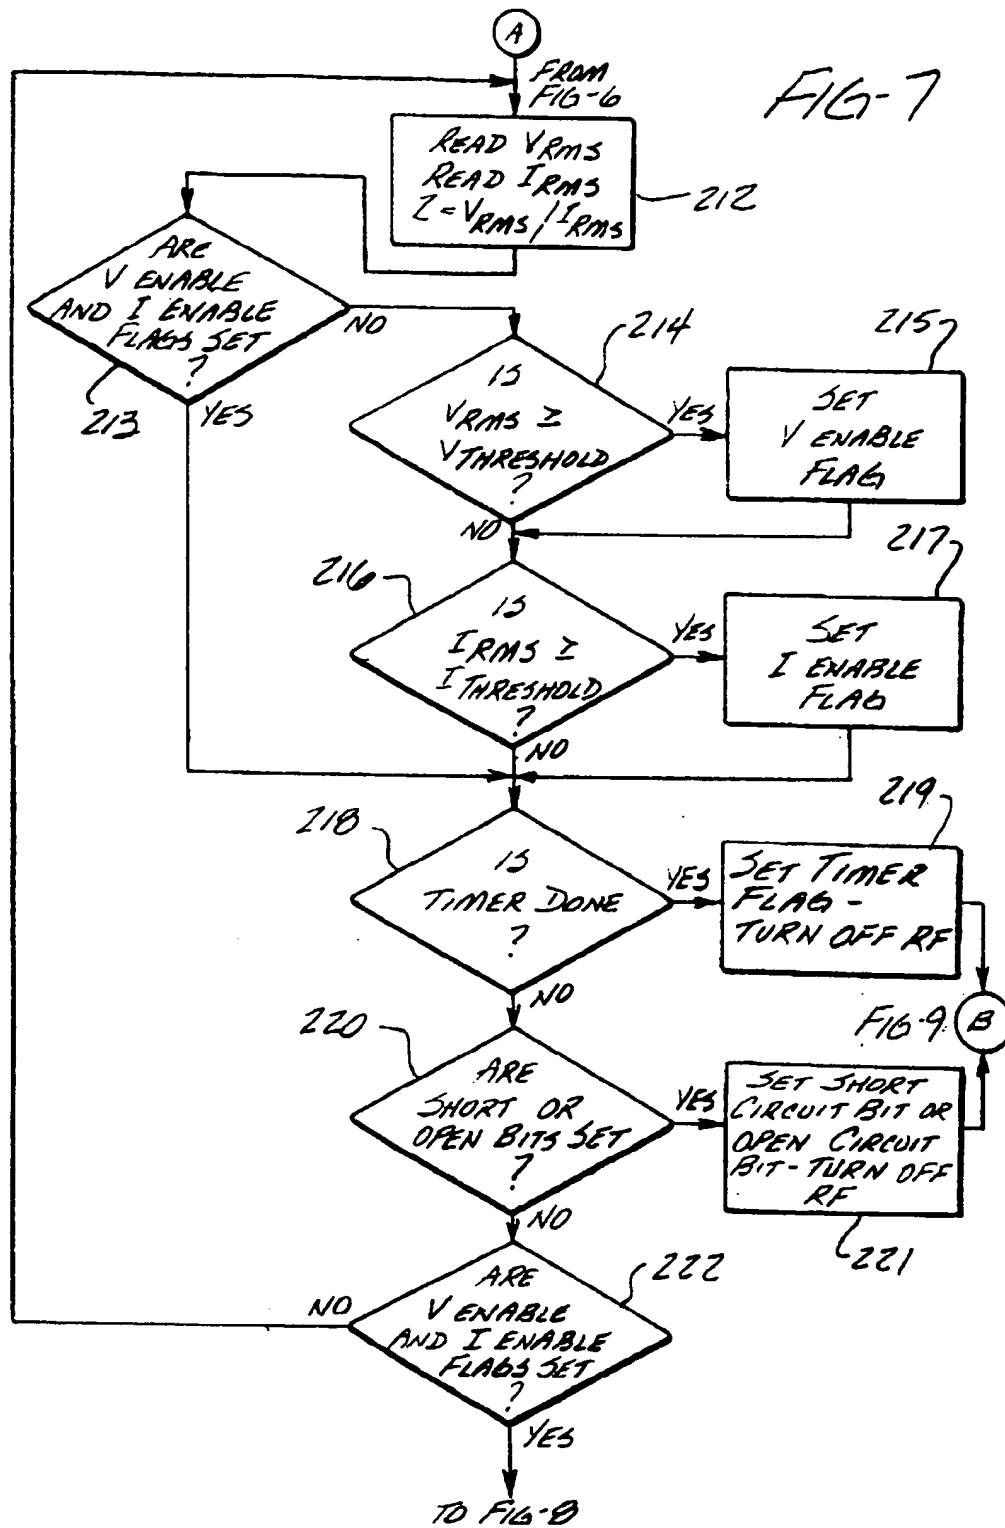 A
FROM
FIG-6
FIG-7
READ VRMS
READ IRMS
Z=VRMS/IRMS
212
ARE
V ENABLE
AND I ENABLE
FLAGS SET
?
213
NO
YES
IS
VRMS ≥
VTHRESHOLD
?
214
YES
NO
SET
V ENABLE
FLAG
215
IS
IRMS ≥
ITHRESHOLD
?
216
YES
NO
SET
I ENABLE
FLAG
217
IS
TIMER DONE
?
218
YES
NO
SET TIMER
FLAG -
TURN OFF RF
219
FIG-9
B
ARE
SHORT OR
OPEN BITS SET
?
220
YES
NO
SET SHORT
CIRCUIT BIT OR
OPEN CIRCUIT
BIT-TURN OFF
RF
221
ARE
V ENABLE
AND I ENABLE
FLAGS SET
?
222
NO
YES
TO FIG-8